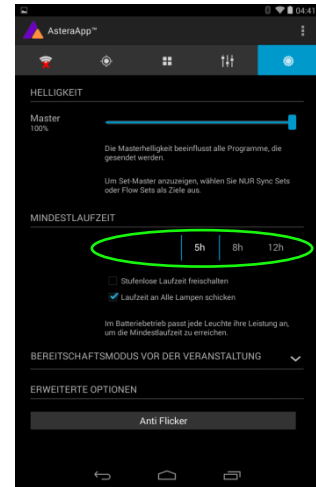 04:41
AsteraApp™
HELLIGKEIT
Master
100%
Die Masterhelligkeit beeinflusst alle Programme, die
gesendet werden.
Um Set-Master anzuzeigen, wählen Sie NUR Sync Sets
oder Flow Sets als Ziele aus.
MINDESTLAUFZEIT
5h 8h 12h
Stufenlose Laufzeit freischalten
Laufzeit an Alle Lampen schicken
Im Batteriebetrieb passt jede Leuchte ihre Leistung an,
um die Mindestlaufzeit zu erreichen.
BEREITSCHAFTSMODUS VOR DER VERANSTALTUNG
ERWEITERTE OPTIONEN
Anti Flicker